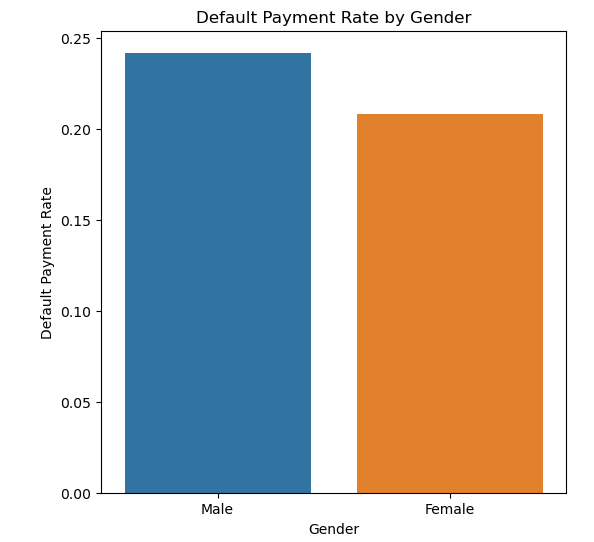 Default Payment Rate by Gender
0.25
0.20
0.15
0.10
0.05
0.00
Default Payment Rate
Male Female
Gender